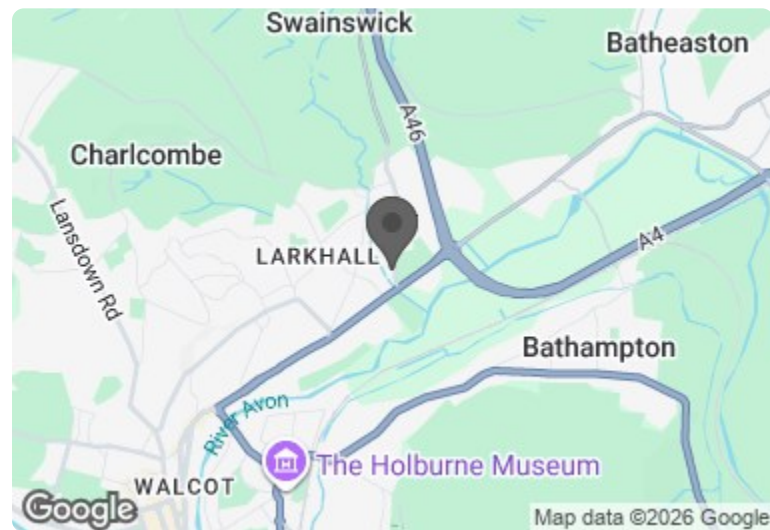 Swainswick
Batheaston
A46
Charlcombe
Lansdown Rd
LARKHALL
A4
Bathampton
River Avon
The Holburne Museum
WALCOT
Google
Map data ©2026 Google